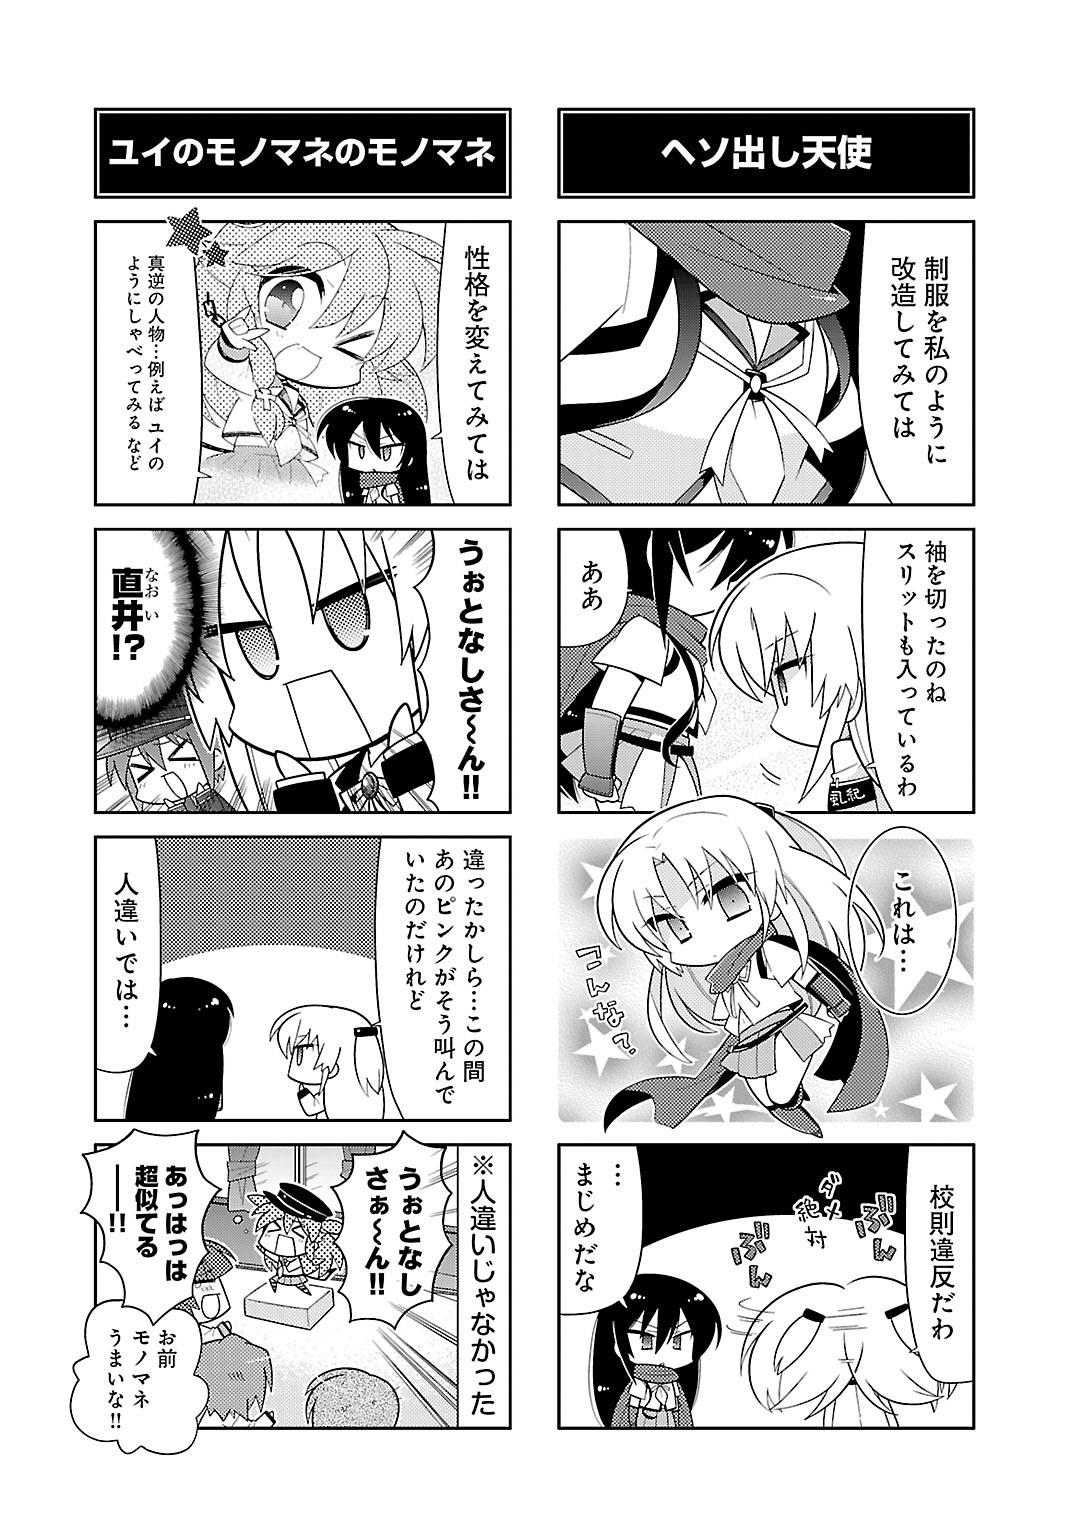 ヘソ出し天使
制服を私のように
改造してみては
袖を切ったのね
スリットも入っているわ
ああ
風紀
これは…
こんな？
校則違反だわ
ぶん
ダメ
絶対
ぶん
…
まじめだな
ユイのモノマネのモノマネ
性格を変えてみては
真逆の人物…例えば ユイの
ようにしゃべってみる など
うぉとなしさ～ん!!
直井!?
なおい
違ったかしら…この間
あのピンクがそう叫んで
いたのだけれど
人違いでは…
※人違いじゃなかった
うぉとなし
さぁ～ん!!
あっはっは
超似てる
――!!
お前
モノマネ
うまいな!!